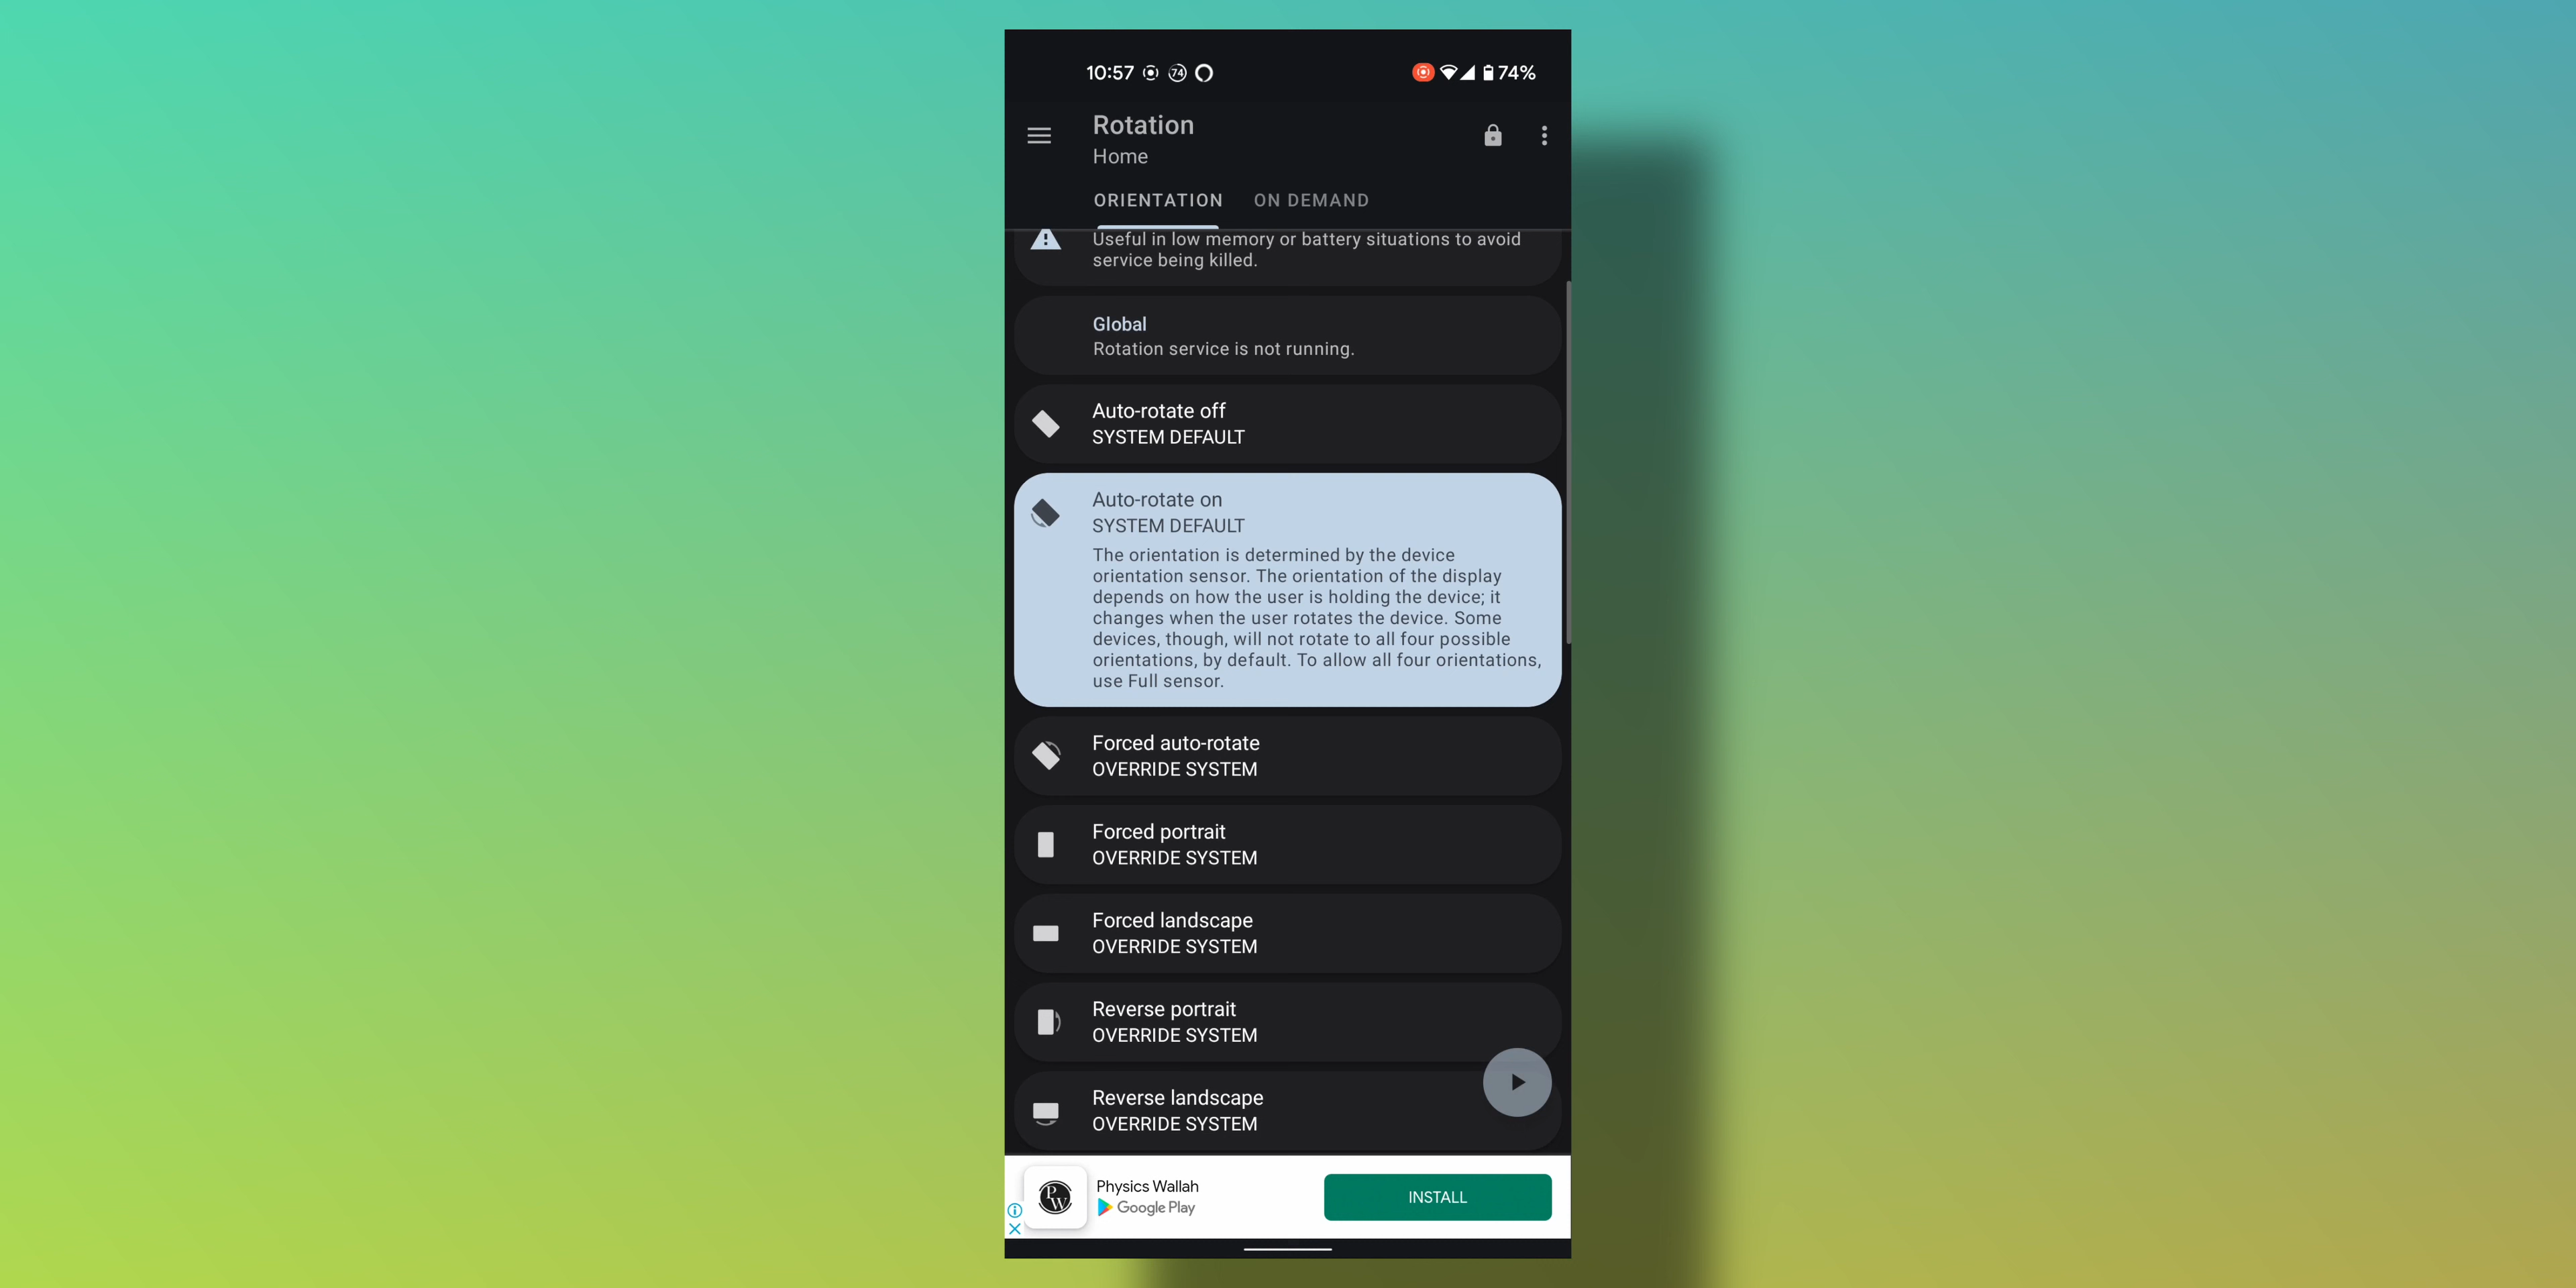 10:57 74 74%
Rotation
Home
ORIENTATION ON DEMAND
Useful in low memory or battery situations to avoid
service being killed.
Global
Rotation service is not running.
Auto-rotate off
SYSTEM DEFAULT
Auto-rotate on
SYSTEM DEFAULT
The orientation is determined by the device
orientation sensor. The orientation of the display
depends on how the user is holding the device; it
changes when the user rotates the device. Some
devices, though, will not rotate to all four possible
orientations, by default. To allow all four orientations,
use Full sensor.
Forced auto-rotate
OVERRIDE SYSTEM
Forced portrait
OVERRIDE SYSTEM
Forced landscape
OVERRIDE SYSTEM
Reverse portrait
OVERRIDE SYSTEM
Reverse landscape
OVERRIDE SYSTEM
PW
Physics Wallah
Google Play
INSTALL